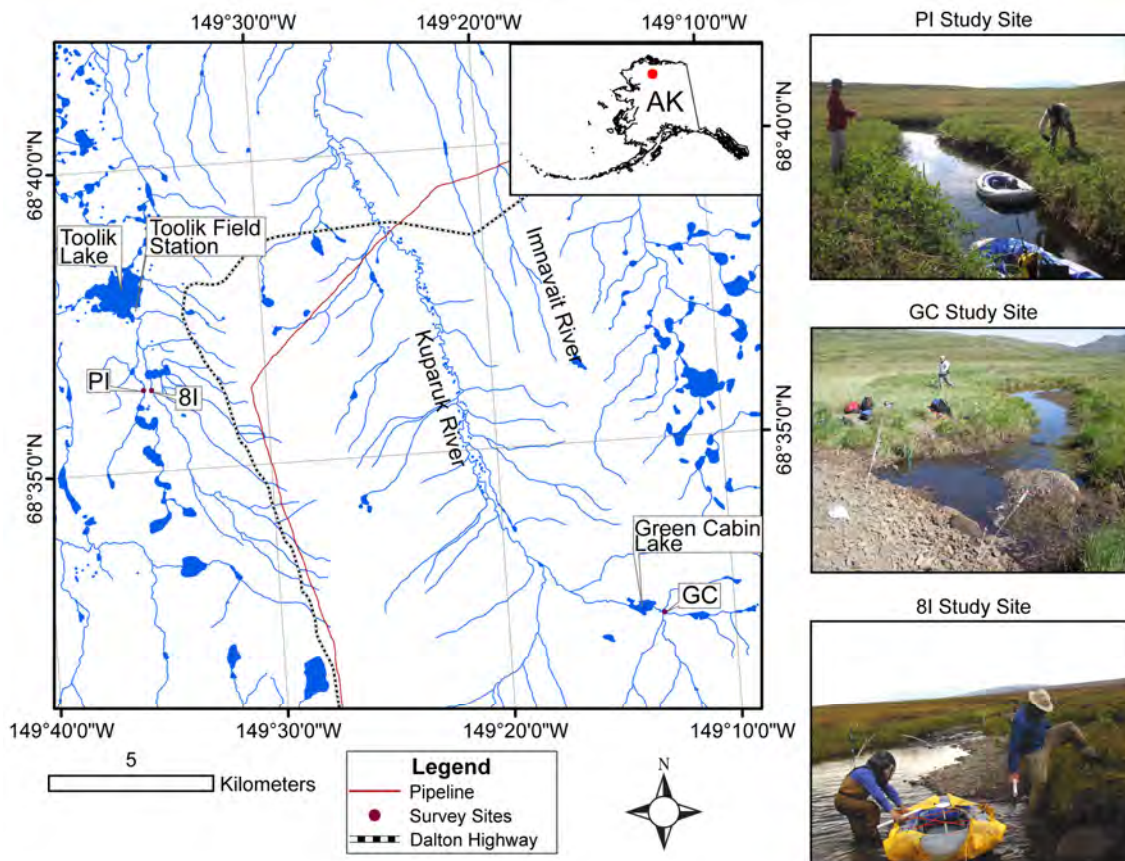 149°30'0"W
149°20'0"W
PI Study Site
AK
68°40'0"N
68°40'0"N
Toolik
Lake
Toolik Field
Station
Imnavait River
Kuparuk River
PI
8I
GC Study Site
68°35'0"N
68°35'0"N
Green Cabin
Lake
GC
8I Study Site
149°40'0"W
149°30'0"W
149°20'0"W
149°10'0"W
5
Kilometers
Legend
Pipeline
Survey Sites
Dalton Highway
N